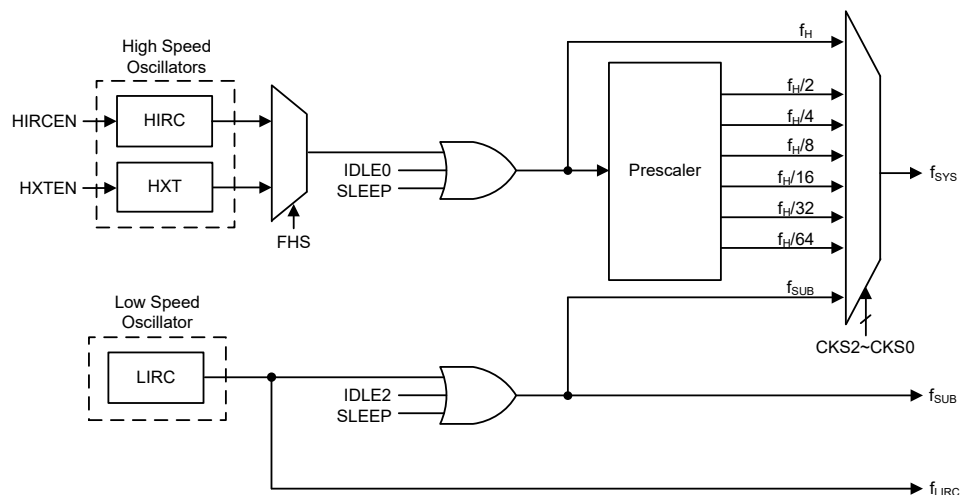 High Speed
Oscillators
HIRCEN
HIRC
HXTEN
HXT
FHS
IDLE0
SLEEP
Prescaler
fH
fH/2
fH/4
fH/8
fH/16
fH/32
fH/64
fSUB
fSYS
CKS2~CKS0
Low Speed
Oscillator
LIRC
IDLE2
SLEEP
fSUB
fLIRC